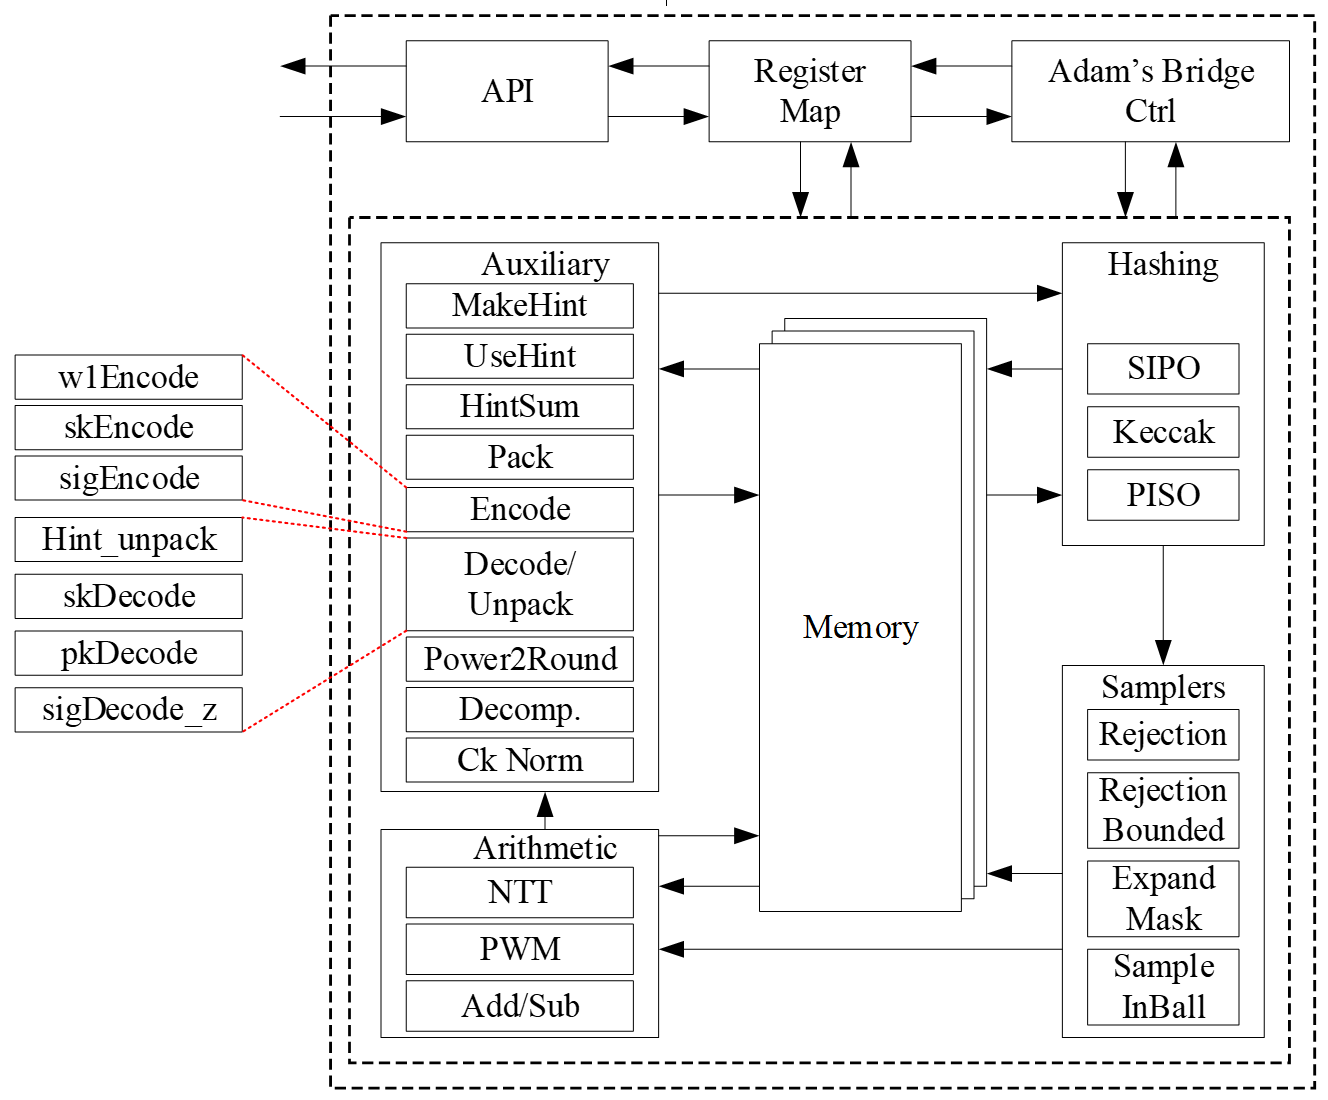 API
Register
Map
Adam's Bridge
Ctrl
w1Encode
skEncode
sigEncode
Hint_unpack
skDecode
pkDecode
sigDecode_z
Auxiliary
MakeHint
UseHint
HintSum
Pack
Encode
Decode/
Unpack
Power2Round
Decomp.
Ck Norm
Arithmetic
NTT
PWM
Add/Sub
Memory
Hashing
SIPO
Keccak
PISO
Samplers
Rejection
Rejection
Bounded
Expand
Mask
Sample
InBall